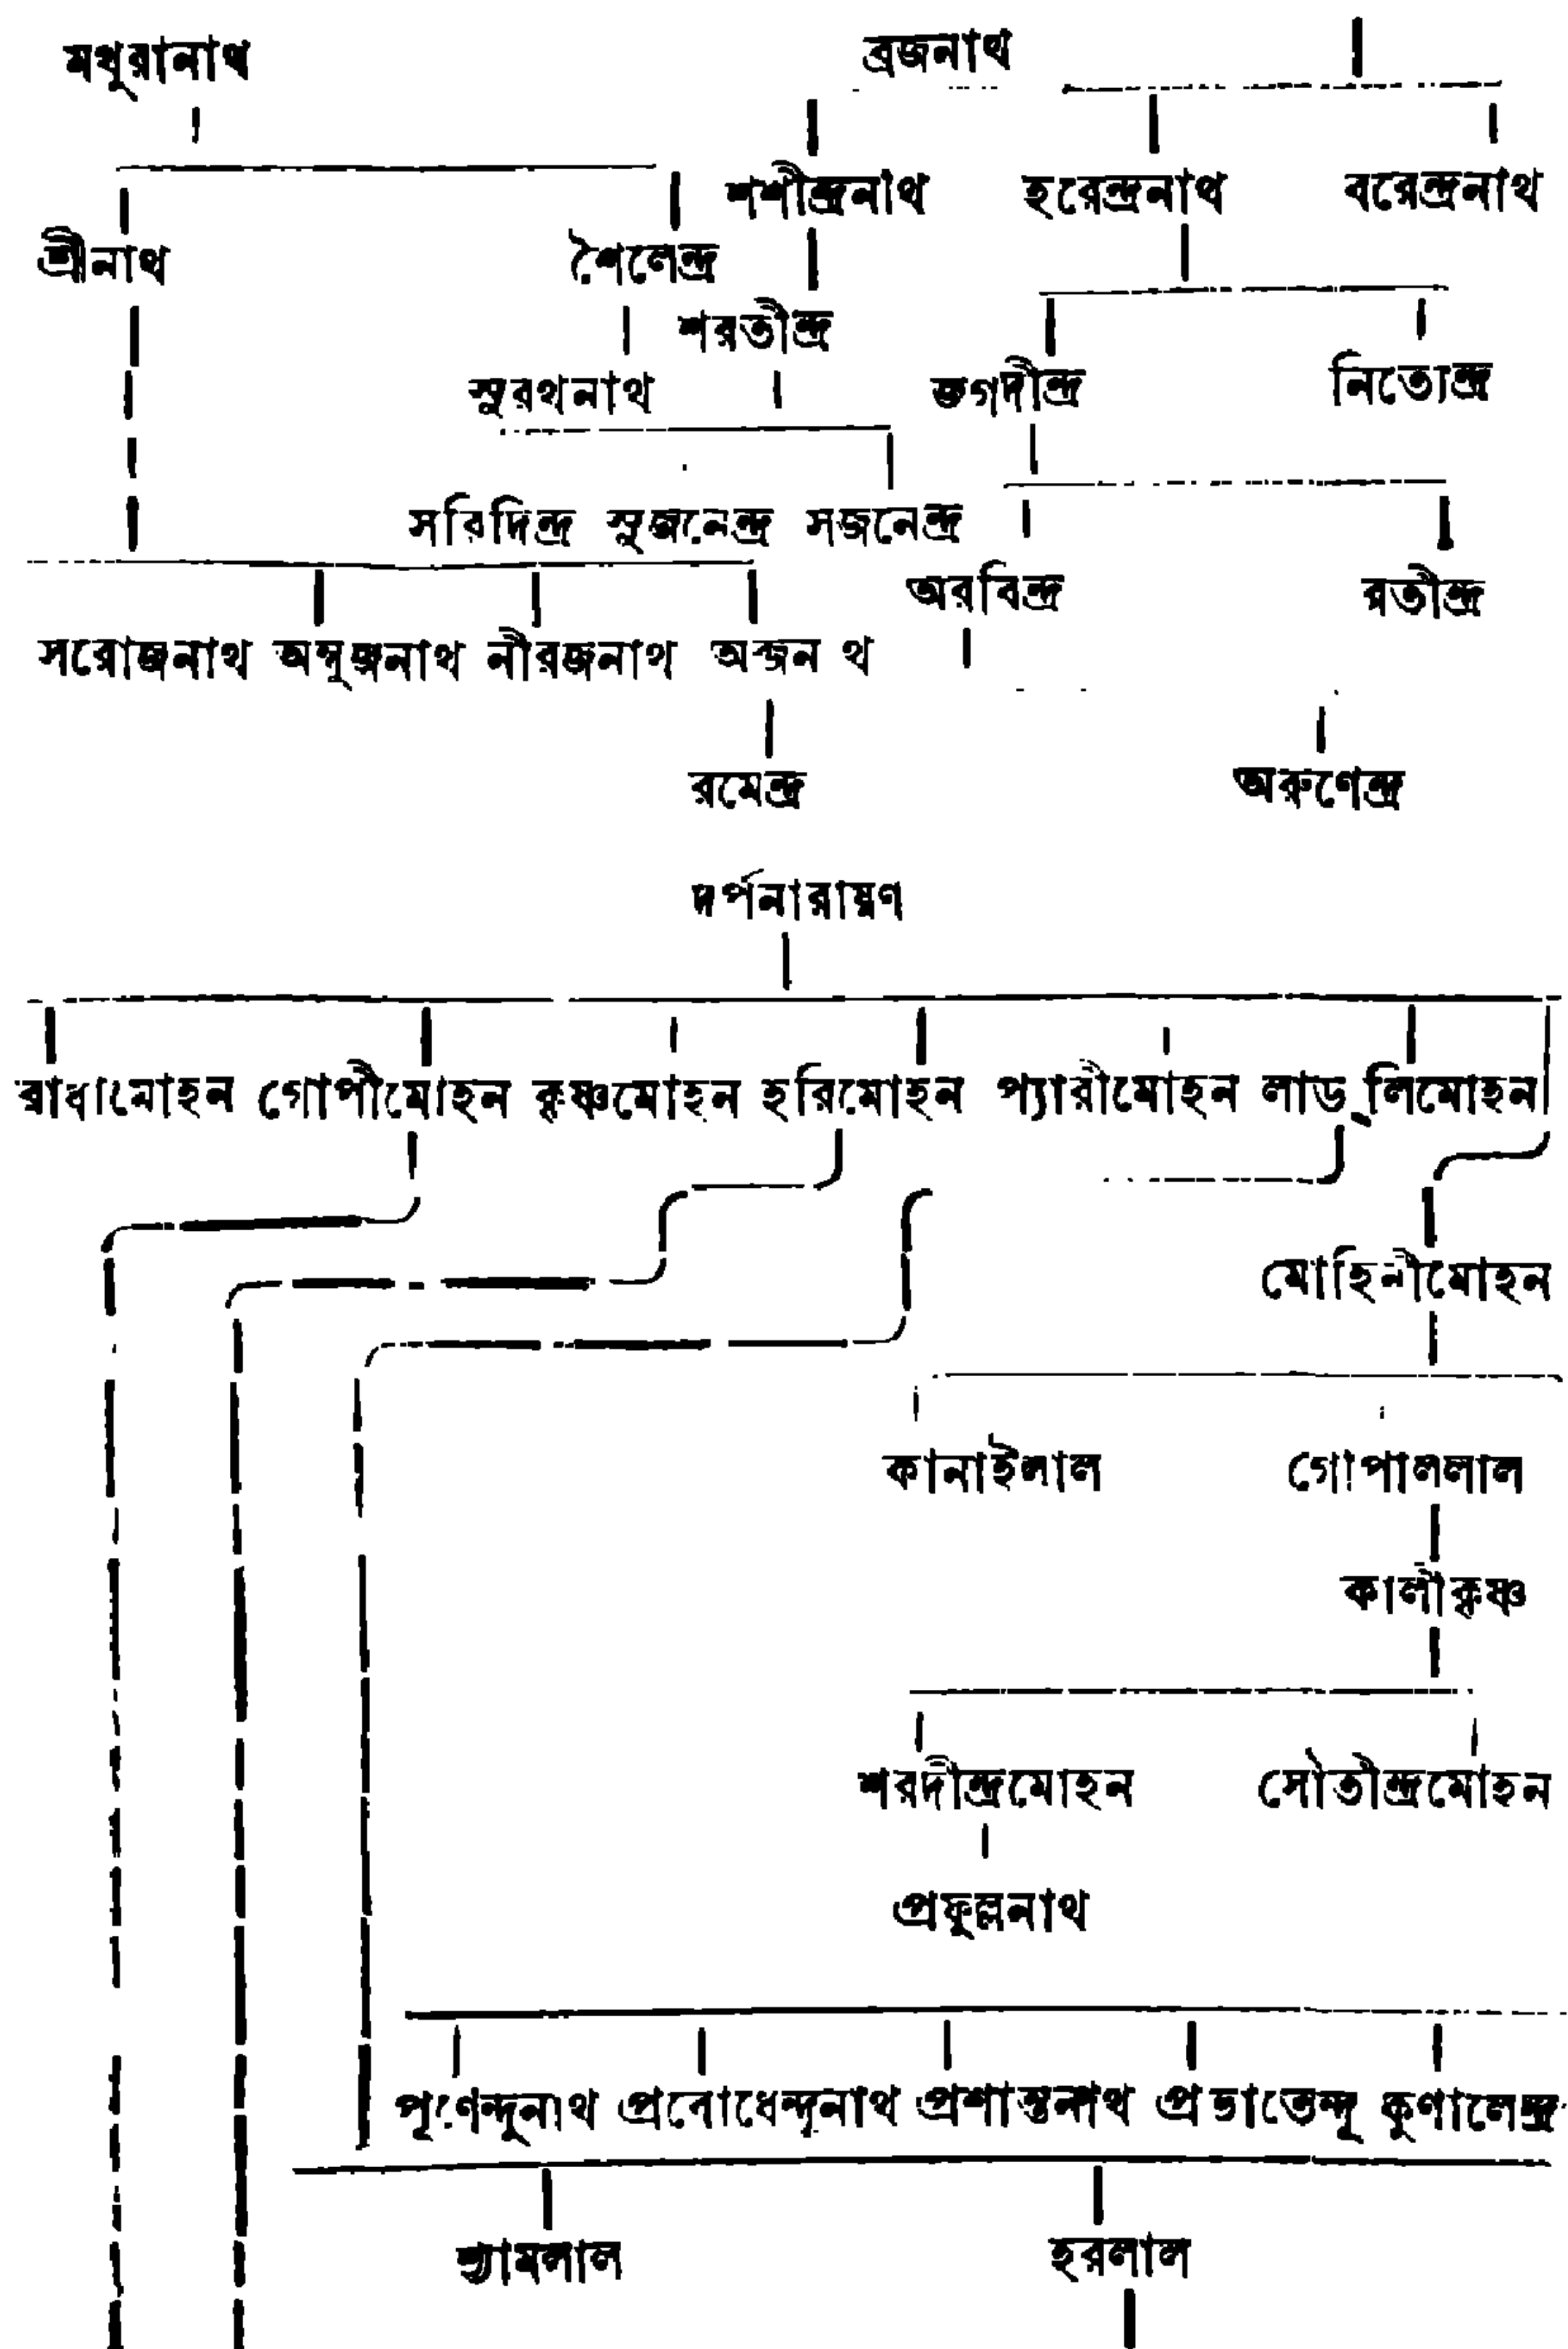 মথুরানাথ ব্রজনাথ
শশীন্দ্রনাথ হরেন্দ্রনাথ বরেন্দ্রনাথ
শ্রীনাথ শৈলেন্দ্র
শরতীন্দ্র
সুরথনাথ জগদীন্দ্র নিত্যেন্দ্র
সরিদিন্দ্র সুজনেন্দ্র সজনেন্দ্র
অরবিন্দ্র রতীন্দ্র
সরোজনাথ অম্বুজনাথ নীরজনাথ
রমেন্দ্র অরুণেন্দ্র
দর্পনারায়ণ
রাধামোহন গোপীমোহন কৃষ্ণমোহন হরিমোহন প্যারীমোহন লাড্‌লিমোহন
মোহিনীমোহন
কানাইলাল গোপাললাল
কালীকৃষ্ণ
শরদীন্দ্রমোহন সৌতীন্দ্রমোহন
প্রফুল্লনাথ
পূর্ণেন্দুনাথ প্রবোধেন্দুনাথ প্রশান্তনাথ প্রভাতেন্দু কুণালেন্দ্র
শ্যামলাল হরলাল